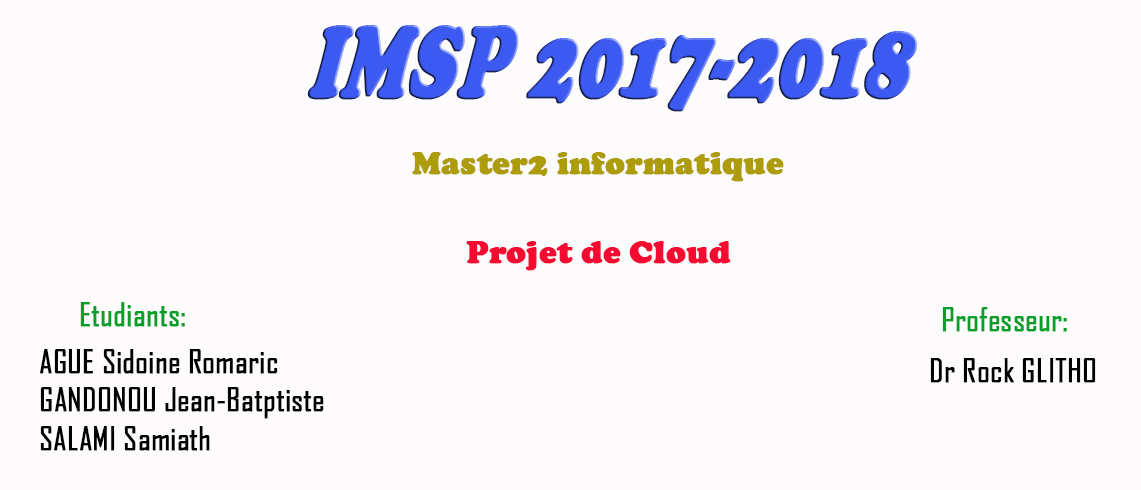 IMSP 2017-2018
Master2 informatique
Projet de Cloud
Etudiants:
AGUE Sidoine Romaric
GANDONOU Jean-Batptiste
SALAMI Samiath
Professeur:
Dr Rock GLITHO